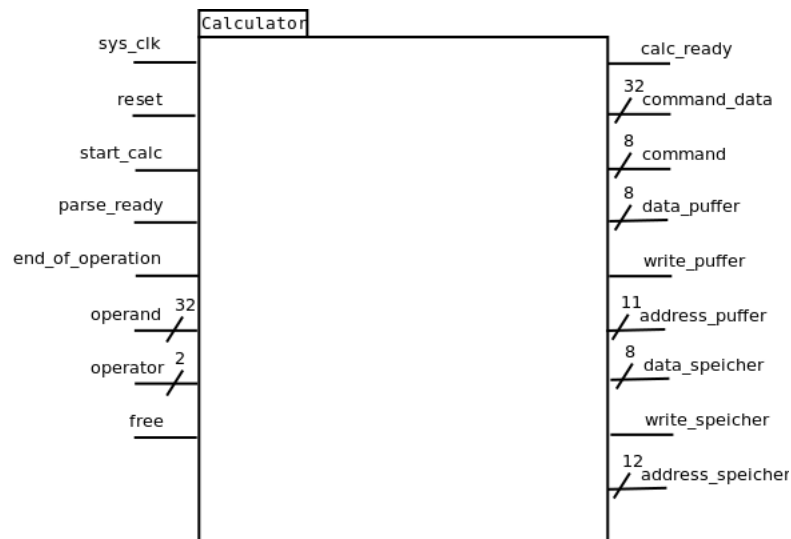 Calculator
sys_clk
reset
start_calc
parse_ready
end_of_operation
operand 32
operator 2
free
calc_ready
32 command_data
8 command
8 data_puffer
write_puffer
11 address_puffer
8 data_speicher
write_speicher
12 address_speicher